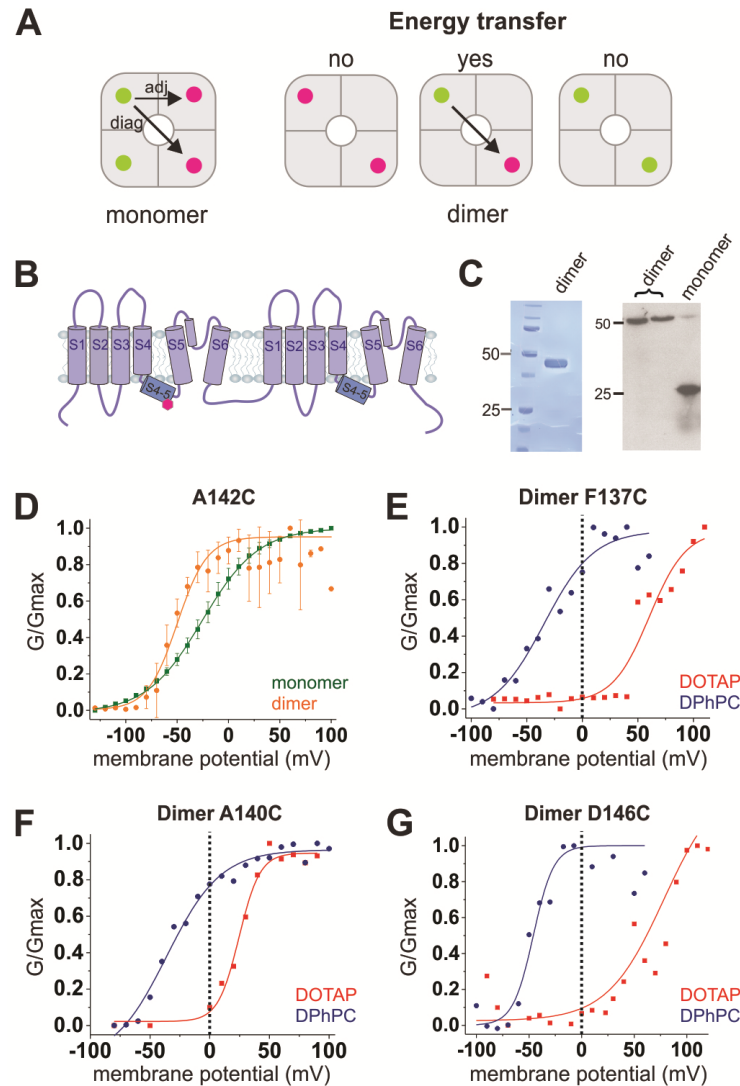 A
Energy transfer
no
yes
no
adj
diag
monomer
dimer
B
S1
S2
S3
S4
S5
S6
S4-5
S1
S2
S3
S4
S5
S6
S4-5
C
dimer
50
25
dimer
monomer
50
25
D
A142C
G/Gmax
1.0
0.8
0.6
0.4
0.2
0.0
monomer
dimer
-100 -50 0 50 100
membrane potential (mV)
E
Dimer F137C
G/Gmax
1.0
0.8
0.6
0.4
0.2
0.0
DOTAP
DPhPC
-100 -50 0 50 100
membrane potential (mV)
F
Dimer A140C
G/Gmax
1.0
0.8
0.6
0.4
0.2
0.0
DOTAP
DPhPC
-100 -50 0 50 100
membrane potential (mV)
G
Dimer D146C
G/Gmax
1.0
0.8
0.6
0.4
0.2
0.0
DOTAP
DPhPC
-100 -50 0 50 100
membrane potential (mV)